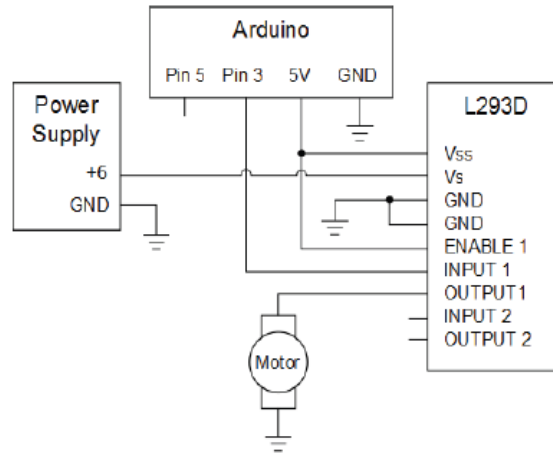 Arduino
Pin 5 Pin 3 5V GND
Power
Supply
+6
GND
L293D
Vss
Vs
GND
GND
ENABLE 1
INPUT 1
OUTPUT1
INPUT 2
OUTPUT 2
Motor